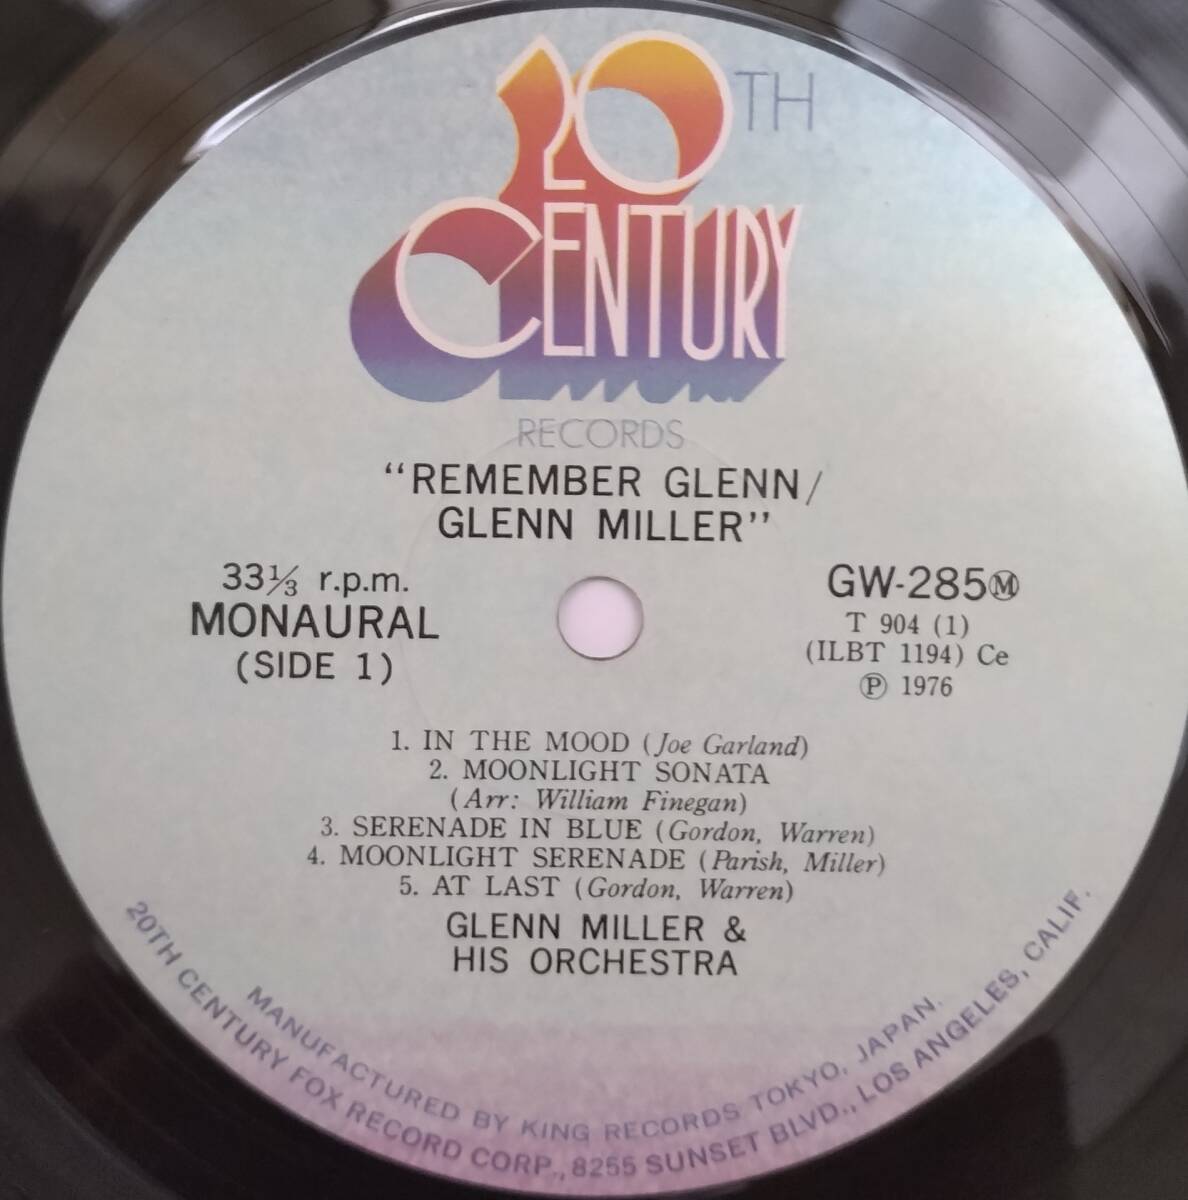 20TH
CENTURY
RECORDS
"REMEMBER GLENN/
GLENN MILLER"
33⅓ r.p.m.
MONAURAL
(SIDE 1)
GW-285Ⓜ
T 904 (1)
(ILBT 1194) Ce
Ⓟ 1976
1. IN THE MOOD (Joe Garland)
2. MOONLIGHT SONATA
(Arr: William Finegan)
3. SERENADE IN BLUE (Gordon, Warren)
4. MOONLIGHT SERENADE (Parish, Miller)
5. AT LAST (Gordon, Warren)
GLENN MILLER &
HIS ORCHESTRA
MANUFACTURED BY KING RECORDS TOKYO, JAPAN.
20TH CENTURY FOX RECORD CORP., 8255 SUNSET BLVD., LOS ANGELES, CALIF.